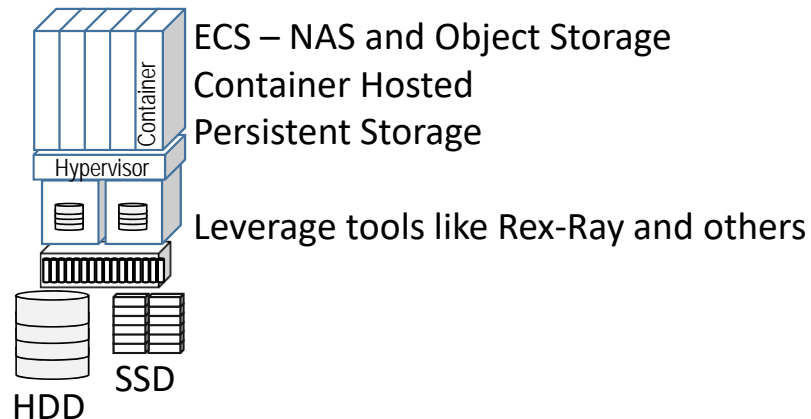 ECS – NAS and Object Storage
Container Hosted
Persistent Storage
Container
Hypervisor
Leverage tools like Rex-Ray and others
SSD
HDD